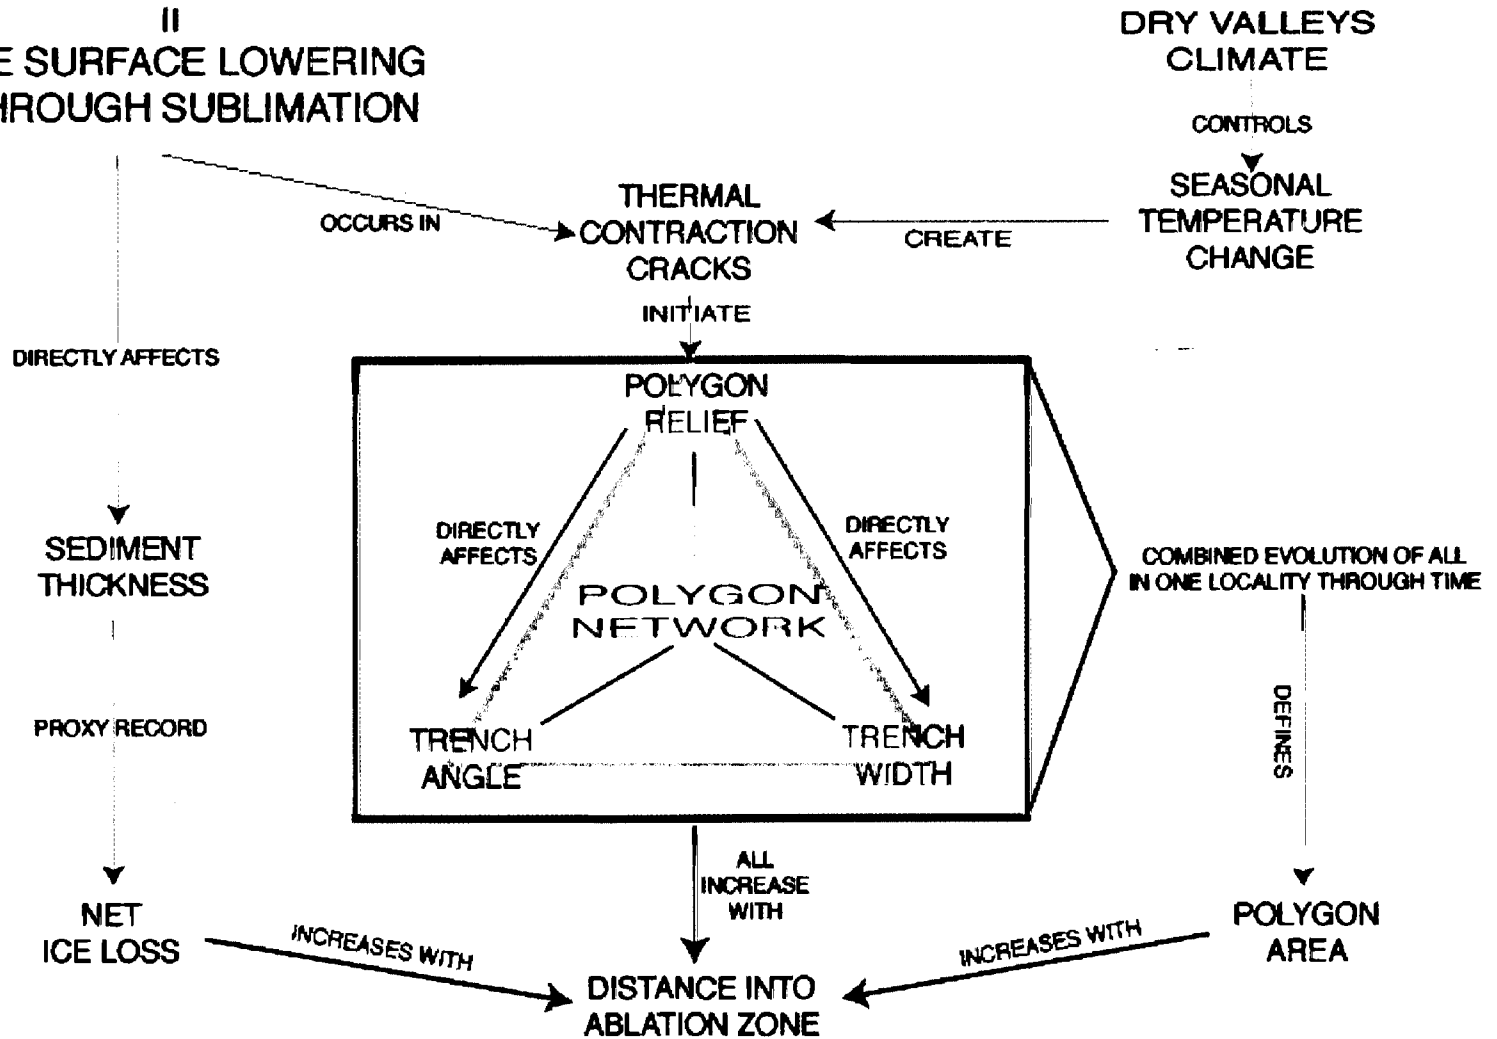 II
E SURFACE LOWERING
HROUGH SUBLIMATION
DRY VALLEYS
CLIMATE
CONTROLS
SEASONAL
TEMPERATURE
CHANGE
CREATE
THERMAL
CONTRACTION
CRACKS
OCCURS IN
INITIATE
DIRECTLY AFFECTS
POLYGON
RELIEF
DIRECTLY
AFFECTS
DIRECTLY
AFFECTS
POLYGON
NETWORK
TRENCH
ANGLE
TRENCH
WIDTH
SEDIMENT
THICKNESS
COMBINED EVOLUTION OF ALL
IN ONE LOCALITY THROUGH TIME
PROXY RECORD
DEFINES
ALL
INCREASE
WITH
NET
ICE LOSS
INCREASES WITH
POLYGON
AREA
INCREASES WITH
DISTANCE INTO
ABLATION ZONE